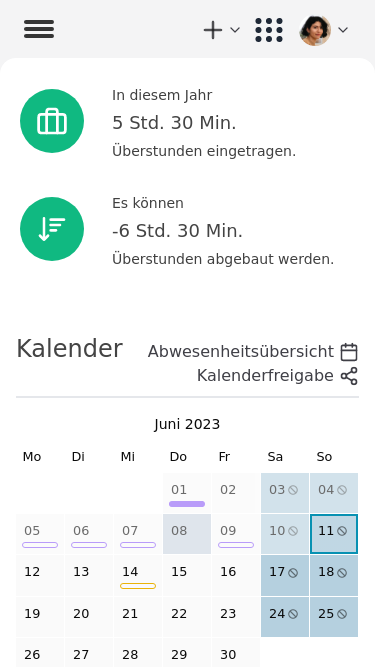 In diesem Jahr
5 Std. 30 Min.
Überstunden eingetragen.
Es können
-6 Std. 30 Min.
Überstunden abgebaut werden.
Kalender
Abwesenheitsübersicht
Kalenderfreigabe
Juni 2023
Mo Di Mi Do Fr Sa So
01 02 03 04
05 06 07 08 09 10 11
12 13 14 15 16 17 18
19 20 21 22 23 24 25
26 27 28 29 30